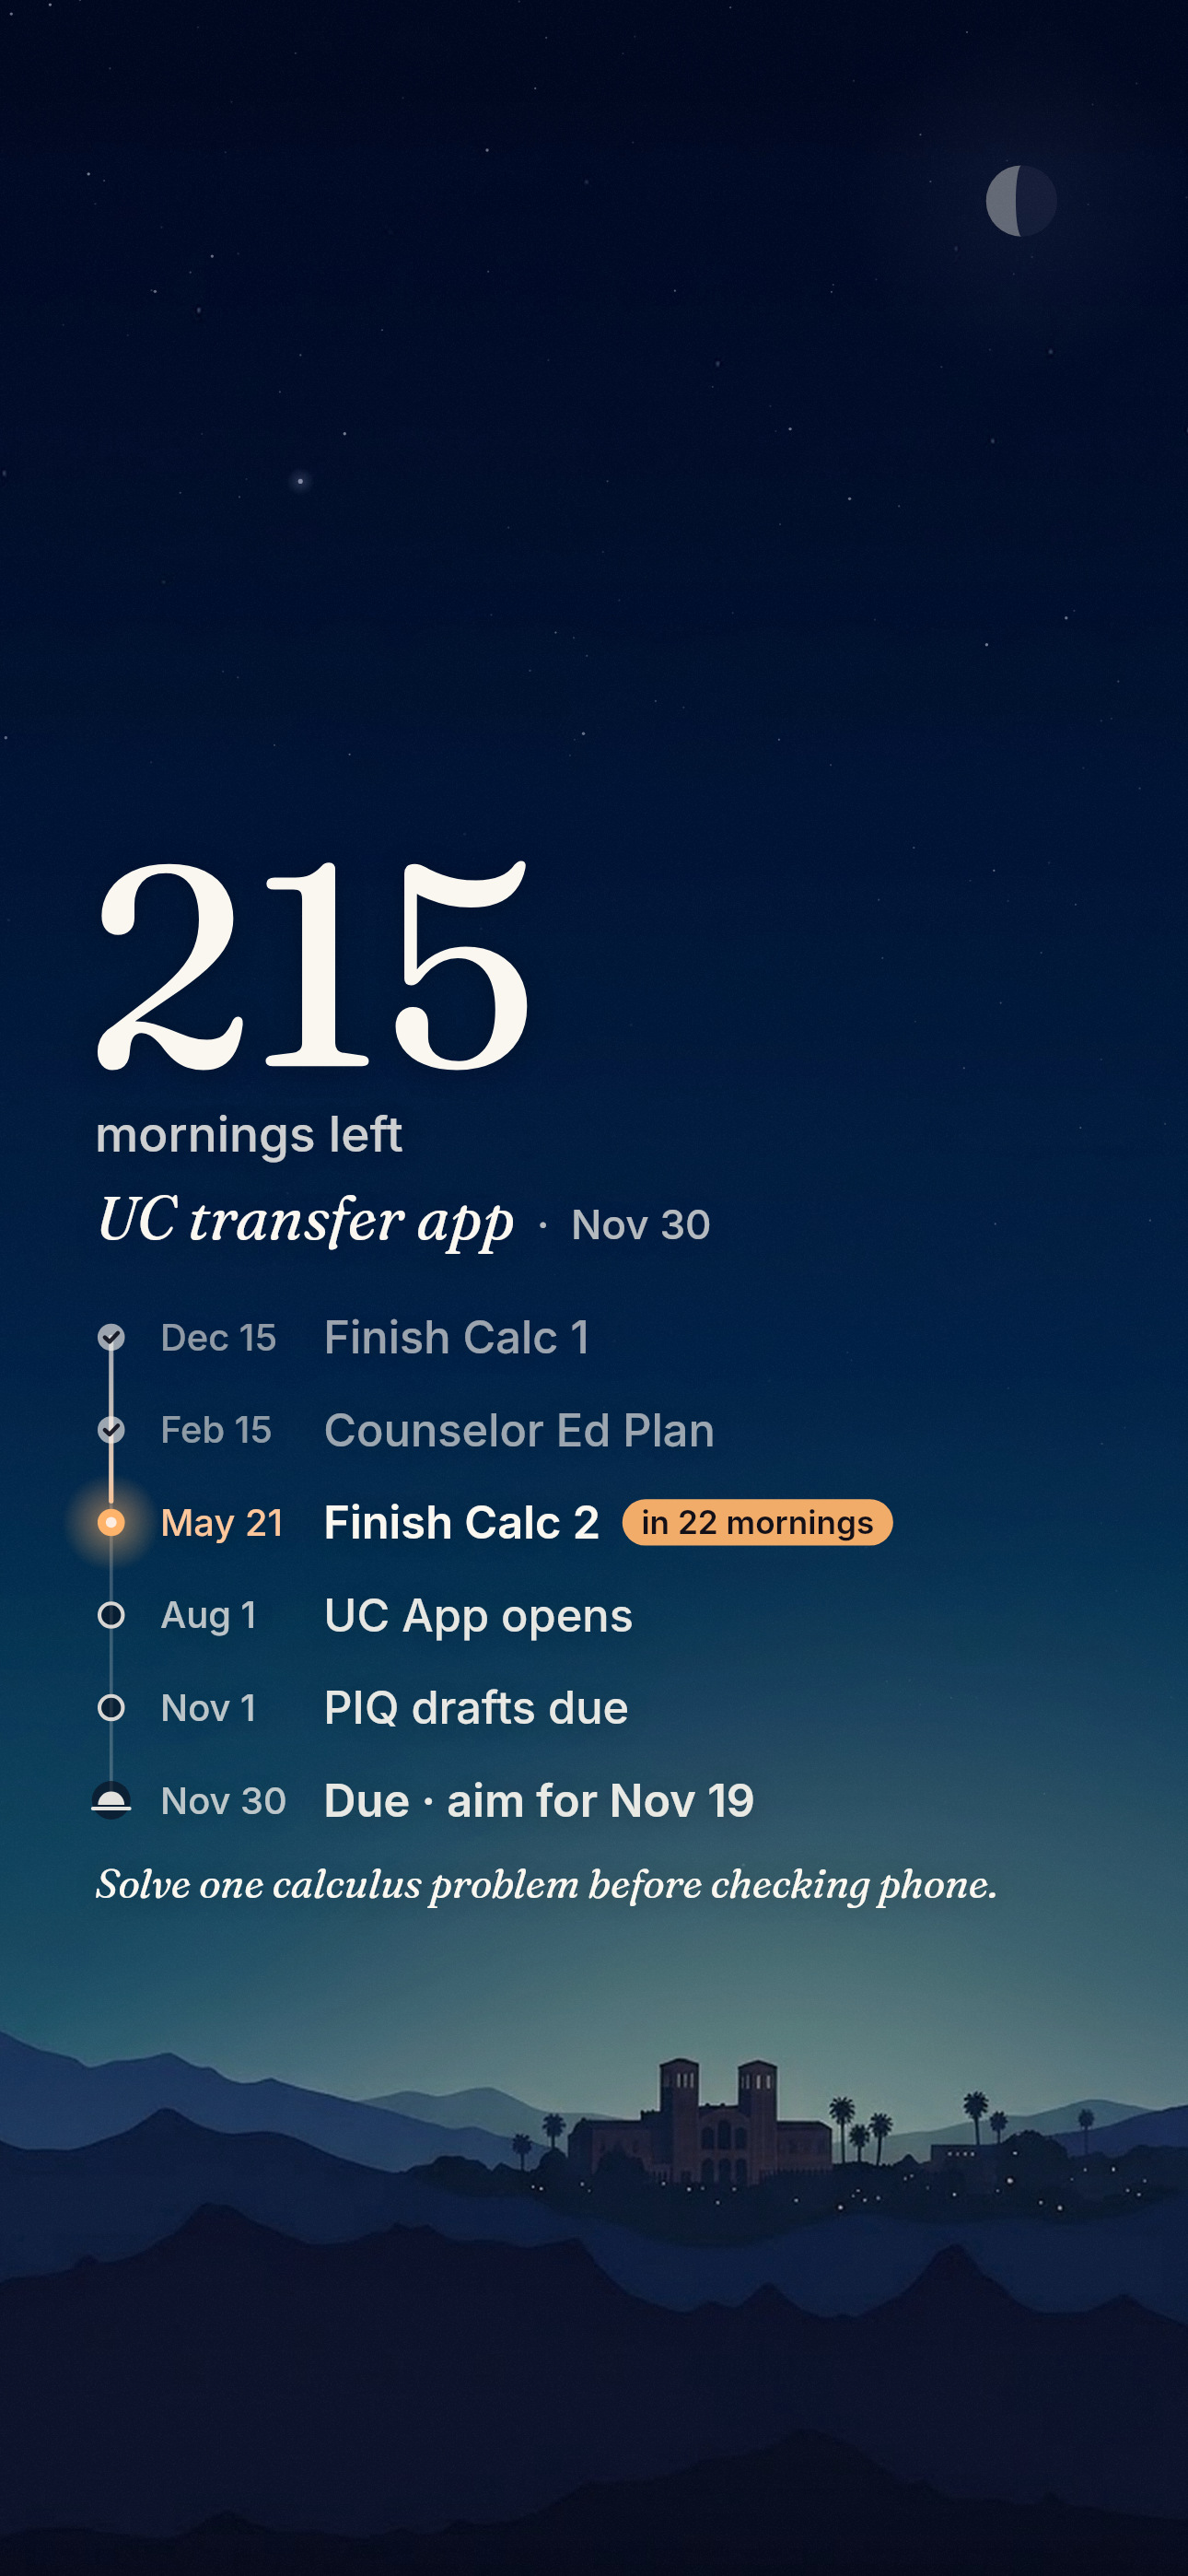 215
mornings left
UC transfer app · Nov 30
Dec 15 Finish Calc 1
Feb 15 Counselor Ed Plan
May 21 Finish Calc 2 in 22 mornings
Aug 1 UC App opens
Nov 1 PIQ drafts due
Nov 30 Due · aim for Nov 19
Solve one calculus problem before checking phone.